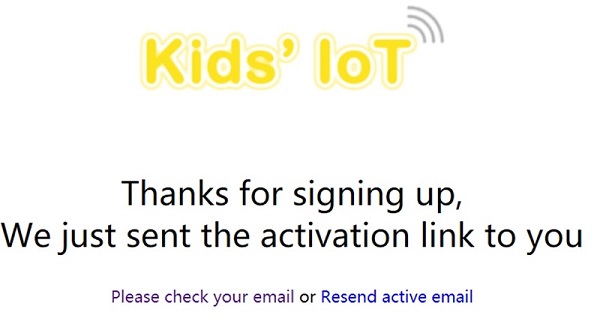 Kids' IoT
Thanks for signing up,
We just sent the activation link to you
Please check your email or Resend active email